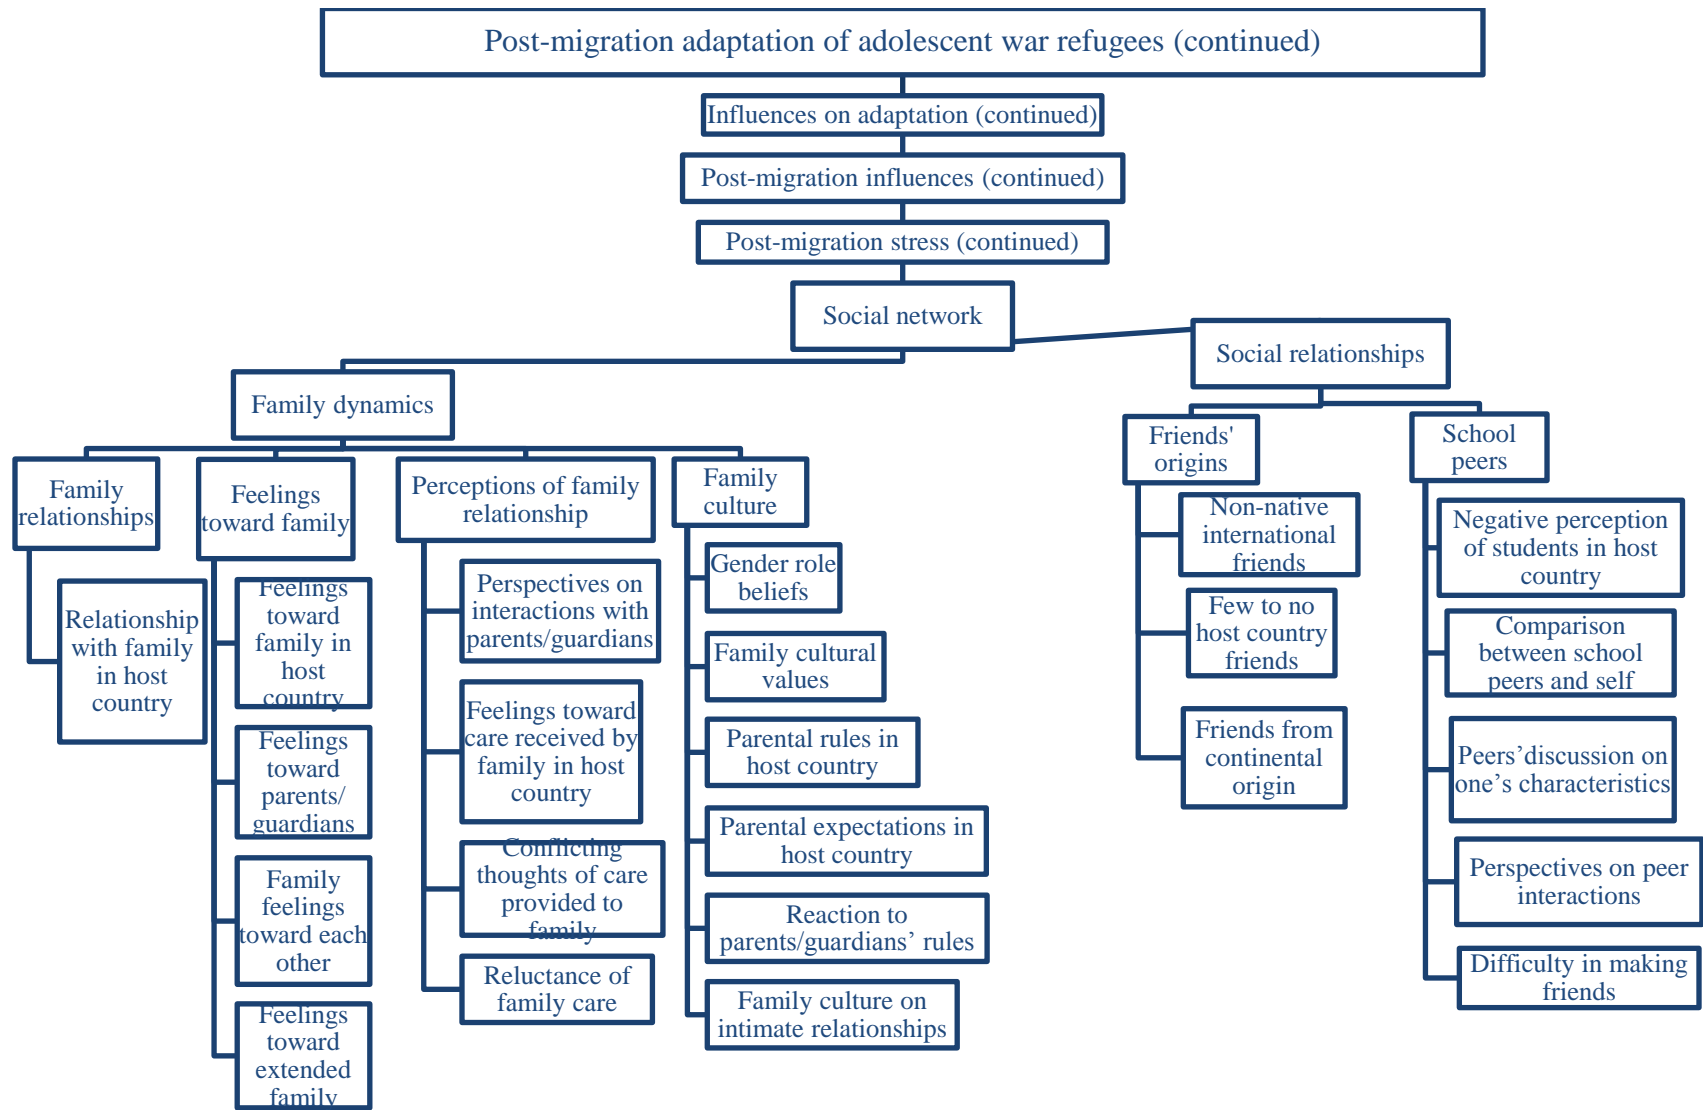 Post-migration adaptation of adolescent war refugees (continued)
Influences on adaptation (continued)
Post-migration influences (continued)
Post-migration stress (continued)
Social network
Social relationships
Family dynamics
Family
relationships
Relationship
with family
in host
country
Feelings
toward family
Feelings
toward
family in
host
country
Feelings
toward
parents/
guardians
Family
feelings
toward each
other
Feelings
toward
extended
family
Perceptions of family
relationship
Perspectives on
interactions with
parents/guardians
Feelings toward
care received by
family in host
country
Conflicting
thoughts of care
provided to
family
Reluctance of
family care
Family
culture
Gender role
beliefs
Family cultural
values
Parental rules in
host country
Parental expectations in
host country
Reaction to
parents/guardians’ rules
Family culture on
intimate relationships
Friends'
origins
Non-native
international
friends
Few to no
host country
friends
Friends from
continental
origin
School
peers
Negative perception
of students in host
country
Comparison
between school
peers and self
Peers’discussion on
one’s characteristics
Perspectives on peer
interactions
Difficulty in making
friends